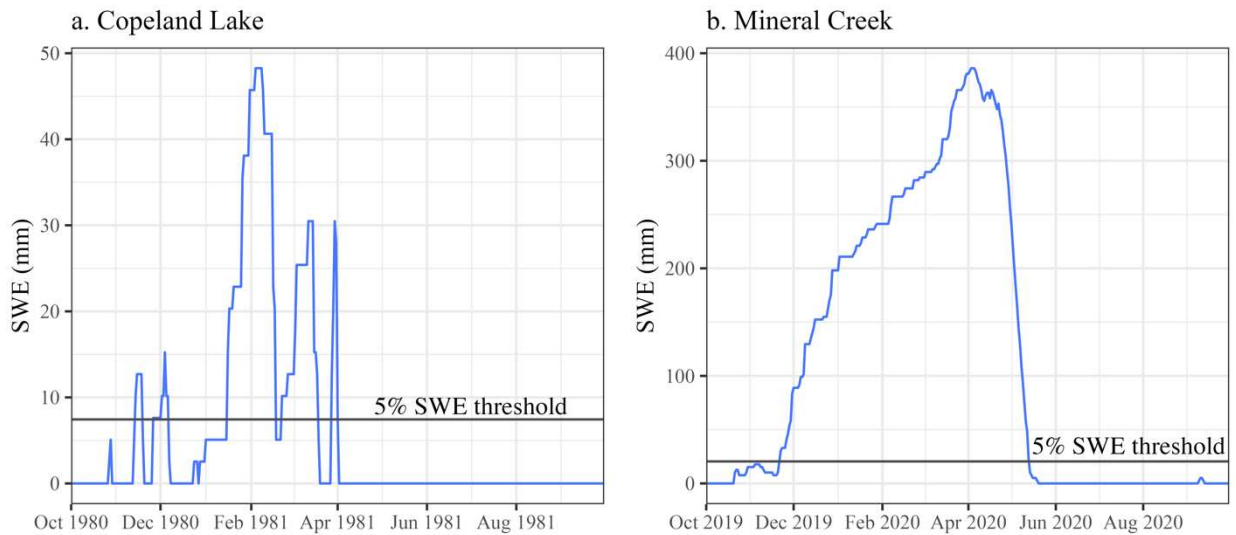 a. Copeland Lake
SWE (mm)
50
40
30
20
10
0
5% SWE threshold
Oct 1980 Dec 1980 Feb 1981 Apr 1981 Jun 1981 Aug 1981
b. Mineral Creek
SWE (mm)
400
300
200
100
0
5% SWE threshold
Oct 2019 Dec 2019 Feb 2020 Apr 2020 Jun 2020 Aug 2020